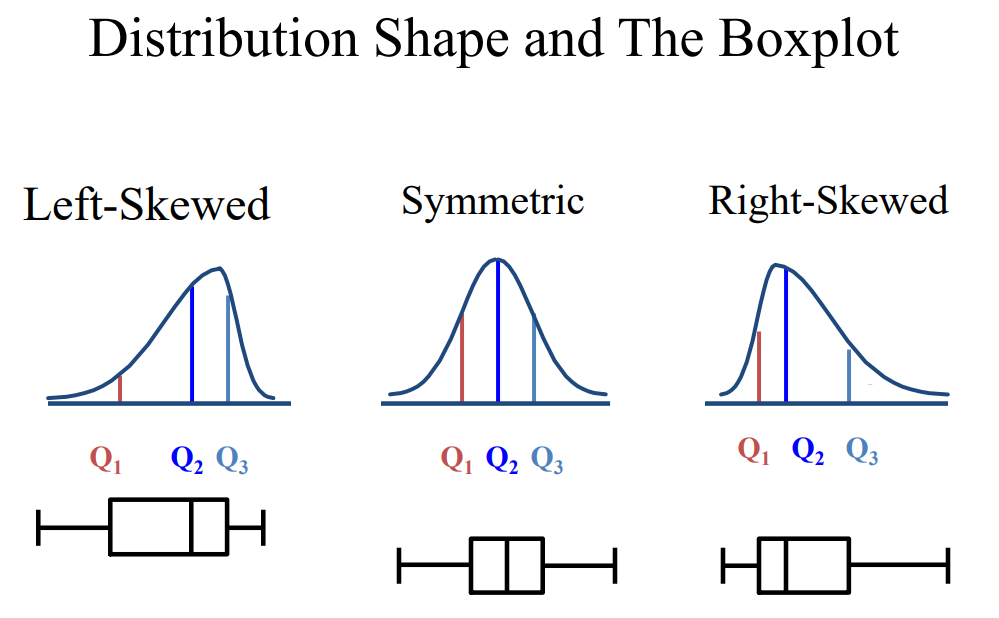 Distribution Shape and The Boxplot
Left-Skewed
Symmetric
Right-Skewed
Q₁ Q₂ Q₃
Q₁ Q₂ Q₃
Q₁ Q₂ Q₃